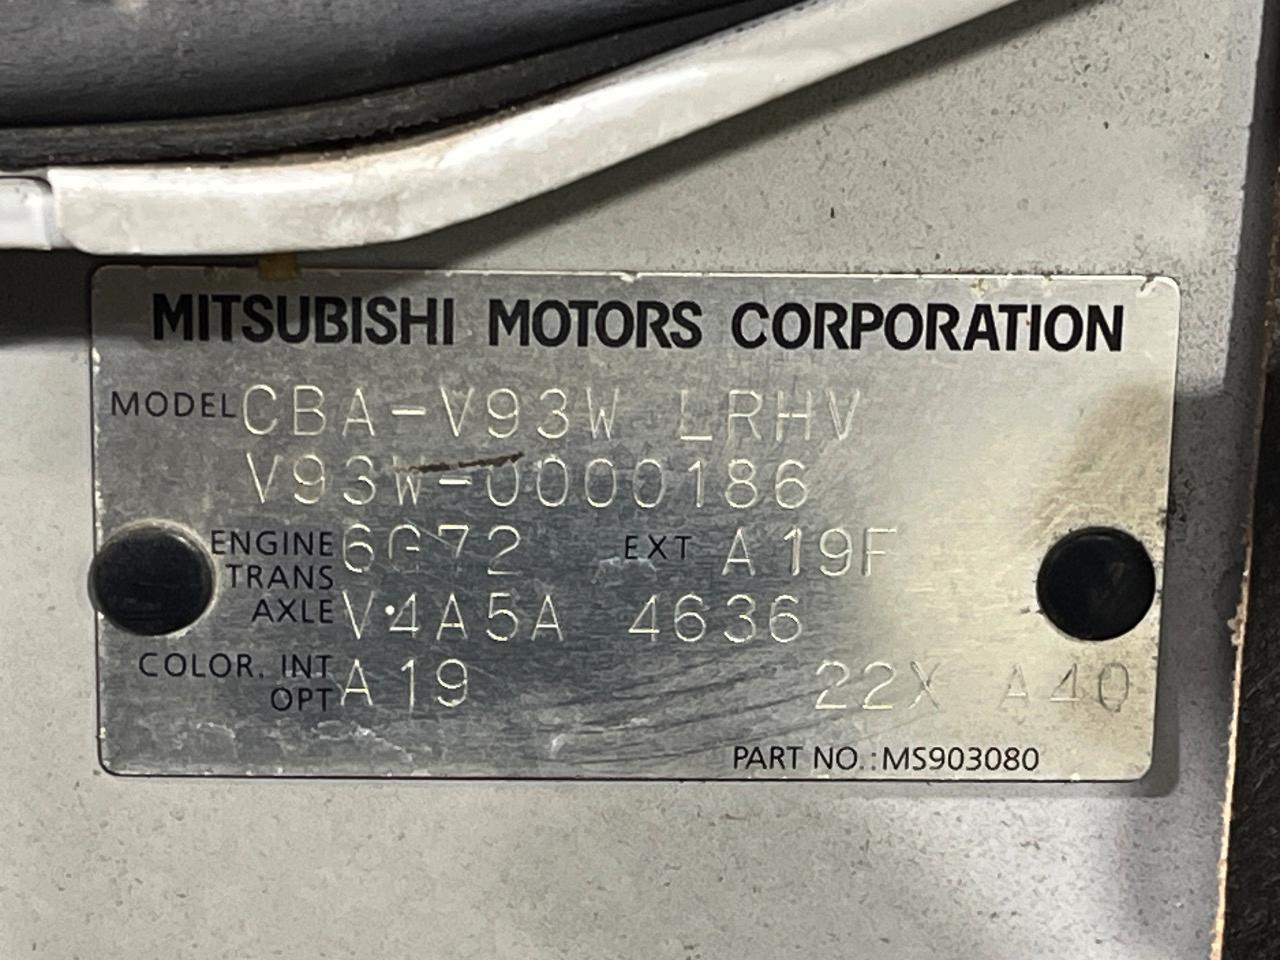 MITSUBISHI MOTORS CORPORATION
MODEL CBA-V93W LRHV
V93W-0000186
ENGINE 6G72 EXT A19F
TRANS AXLE V4A5A 4636
COLOR. INT OPT A19 22X A40
PART NO.:MS903080